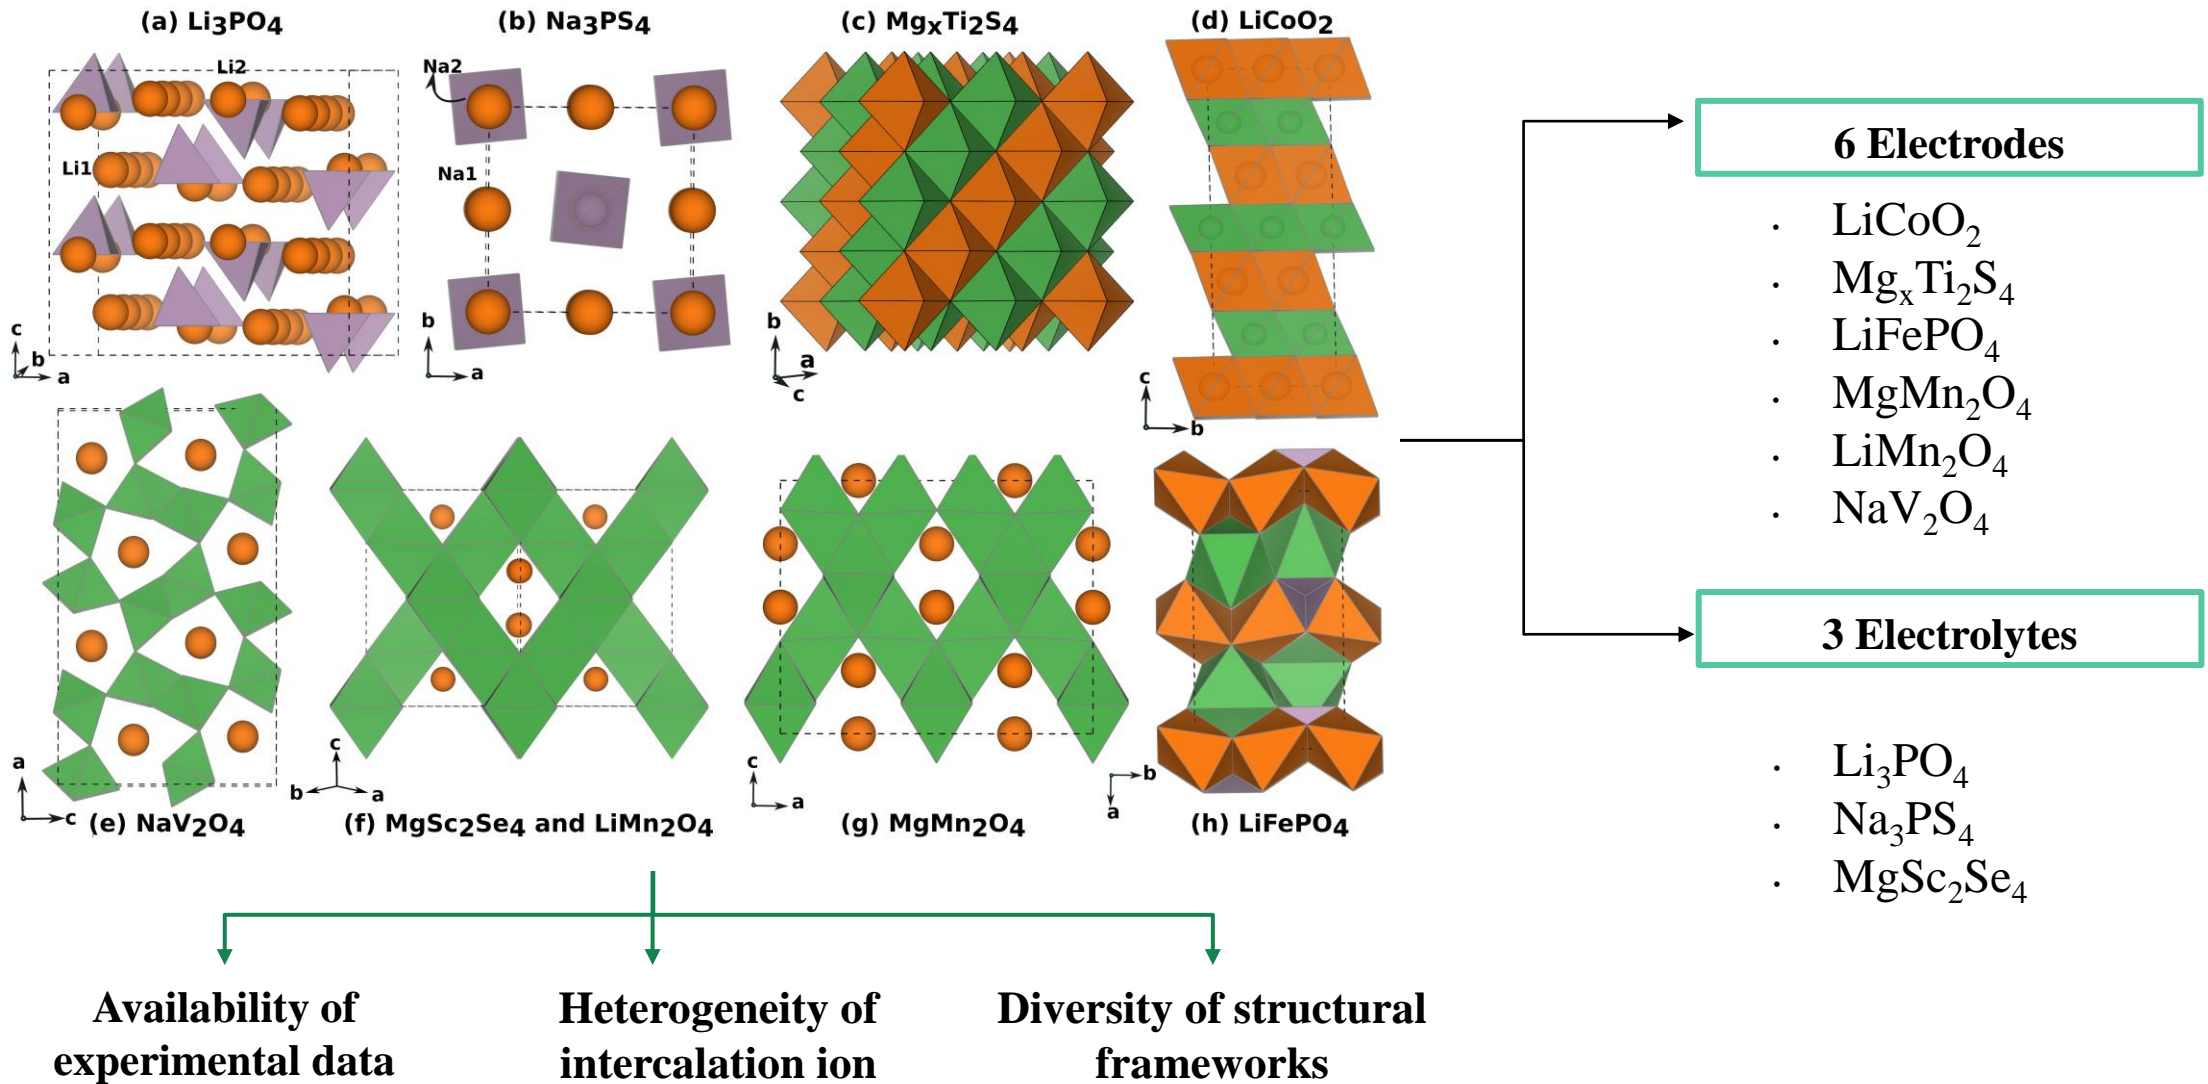 (a) Li₃PO₄
(b) Na₃PS₄
(c) MgₓTi₂S₄
(d) LiCoO₂
Li2
Li1
c
b
a
Na2
Na1
b
a
b
a
c
c
b
a
c
(e) NaV₂O₄
c
b
a
(f) MgSc₂Se₄ and LiMn₂O₄
c
a
(g) MgMn₂O₄
b
a
(h) LiFePO₄
6 Electrodes
· LiCoO₂
· MgₓTi₂S₄
· LiFePO₄
· MgMn₂O₄
· LiMn₂O₄
· NaV₂O₄
3 Electrolytes
· Li₃PO₄
· Na₃PS₄
· MgSc₂Se₄
Availability of
experimental data
Heterogeneity of
intercalation ion
Diversity of structural
frameworks